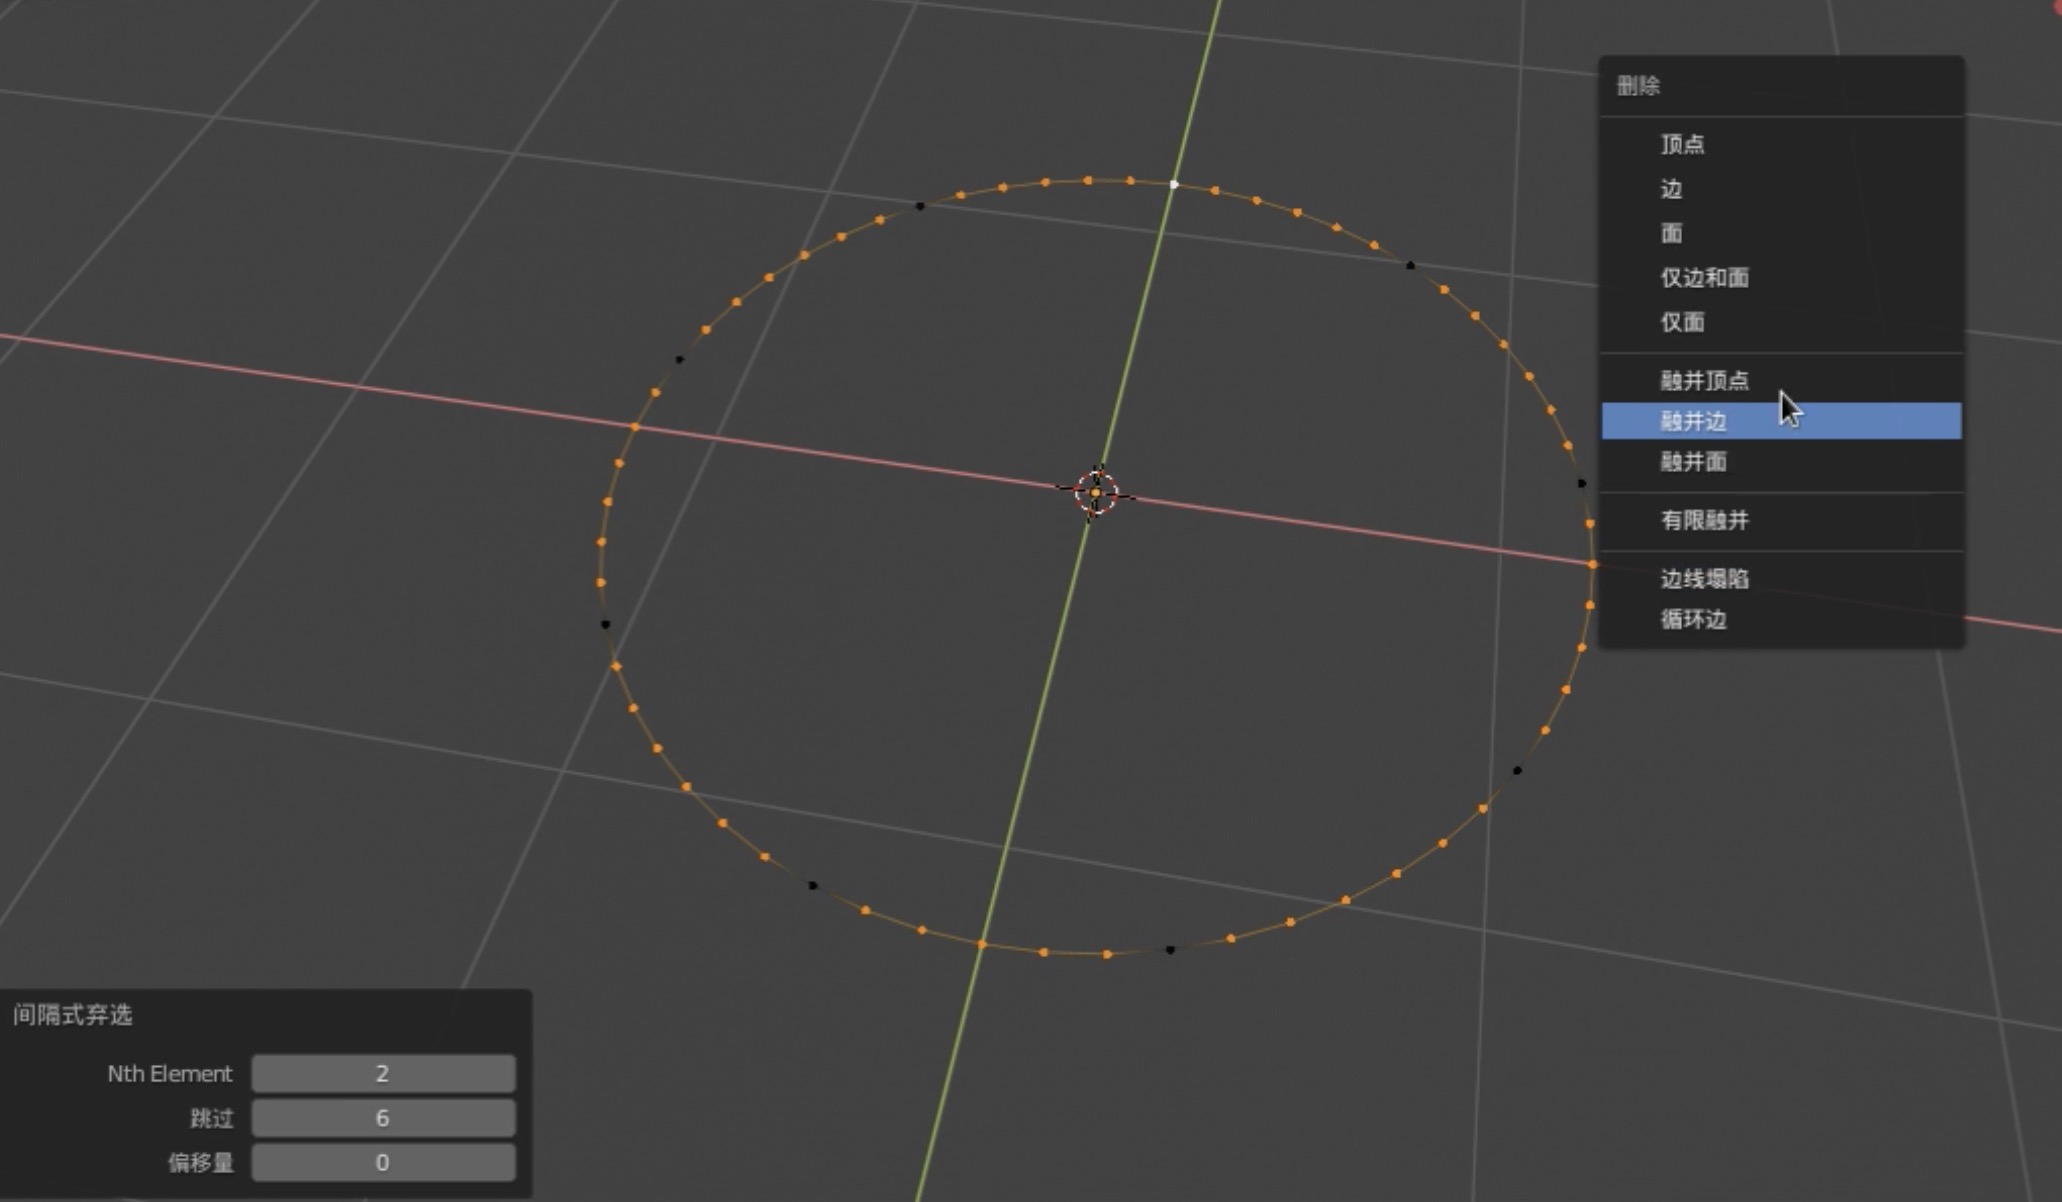 删除
顶点
边
面
仅边和面
仅面
融并顶点
融并边
融并面
有限融并
边线塌陷
循环边
间隔式弃选
Nth Element 2
跳过 6
偏移量 0